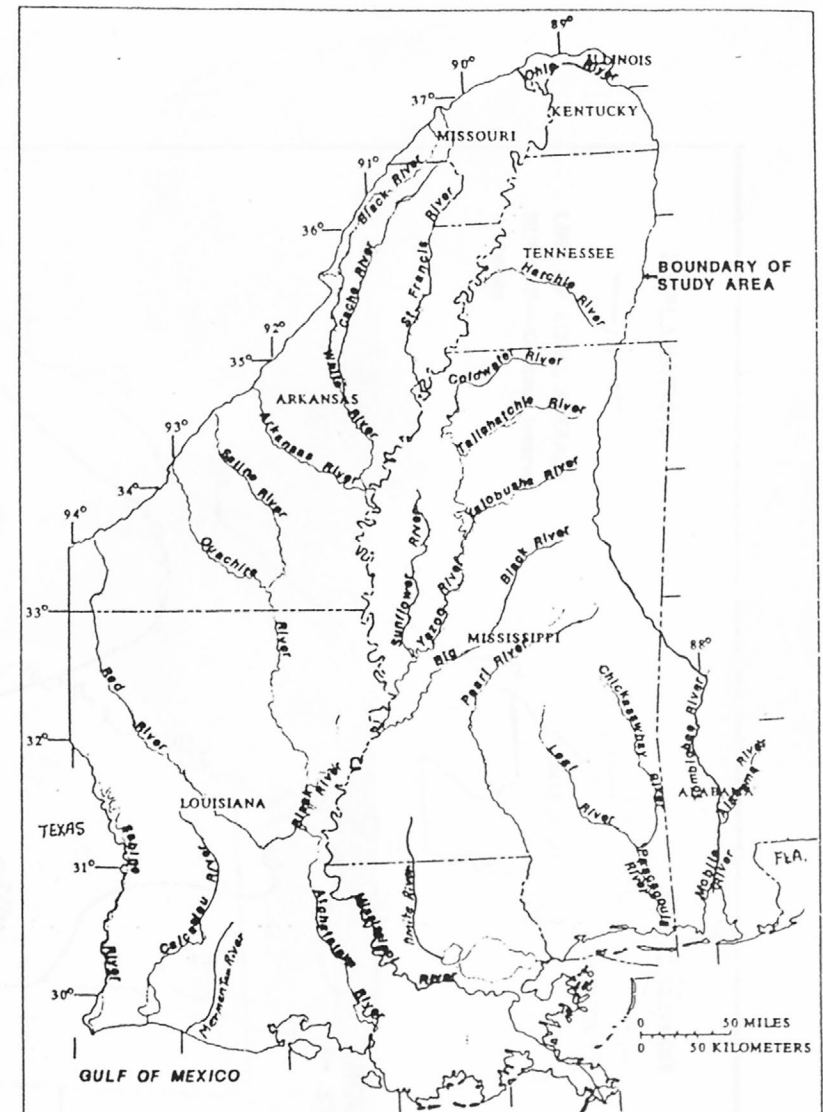 89°
ILLINOIS
Ohio River
90°
37°
KENTUCKY
MISSOURI
91°
Black River
River
36°
TENNESSEE
Hatchie River
BOUNDARY OF
STUDY AREA
Cache River
St. Francis
92°
35°
White River
Coldwater River
ARKANSAS
Arkansas River
Tallahatchie River
93°
Saline River
34°
Yalobusha River
94°
Ouachita
River
Black River
Sunflower
Yazoo River
33°
River
Big
MISSISSIPPI
Pearl River
88°
Red
River
Chickasawhay River
Tombigbee River
32°
Leaf
River
Alabama River
ALABAMA
Black River
LOUISIANA
TEXAS
Sabine
River
31°
FLA.
Calcasieu
River
Pascagoula
River
Mobile
River
Amite River
Mississippi
River
Atchafalaya
River
Mermentau River
30°
0 50 MILES
0 50 KILOMETERS
GULF OF MEXICO